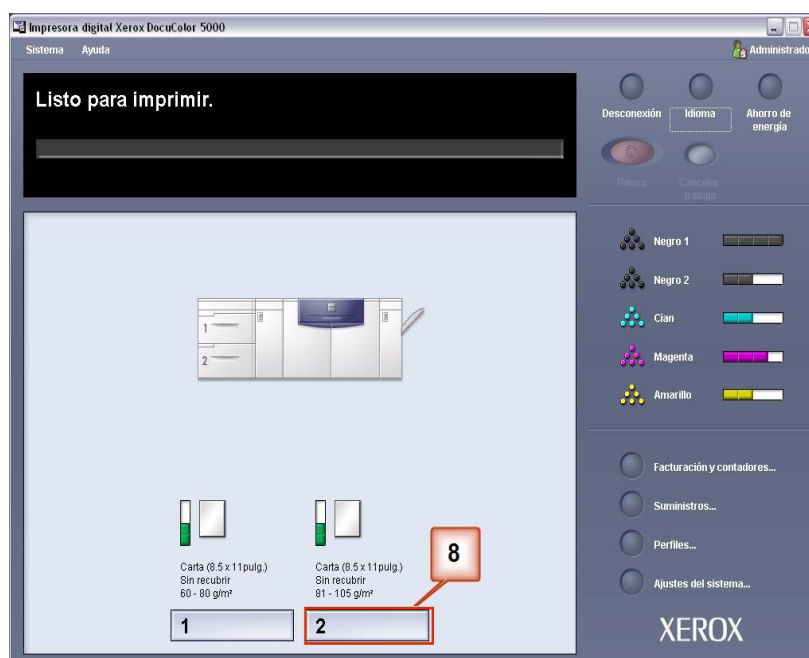 Impresora digital Xerox DocuColor 5000
Sistema Ayuda
Administrado
Listo para imprimir.
Desconexión Idioma Ahorro de
energía
Pausa Cancelar
trabajo
Negro 1
Negro 2
Cian
Magenta
Amarillo
1
2
Facturación y contadores...
Suministros...
Perfiles...
Ajustes del sistema...
Carta (8.5 x 11pulg.)
Sin recubrir
60 - 80 g/m²
1
Carta (8.5 x 11pulg.)
Sin recubrir
81 - 105 g/m²
2
8
XEROX